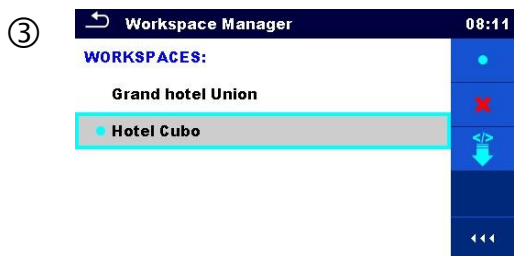 ③
Workspace Manager 08:11
WORKSPACES:
Grand hotel Union
Hotel Cubo